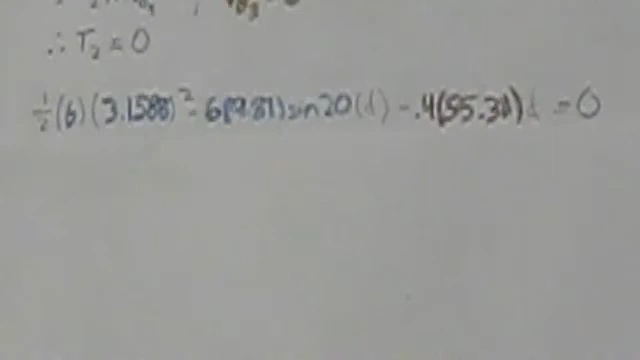 ∴ T₂ = 0
½(6)(3.1588)² - 6(9.81)sin20(d) - .4(55.31)d = 0